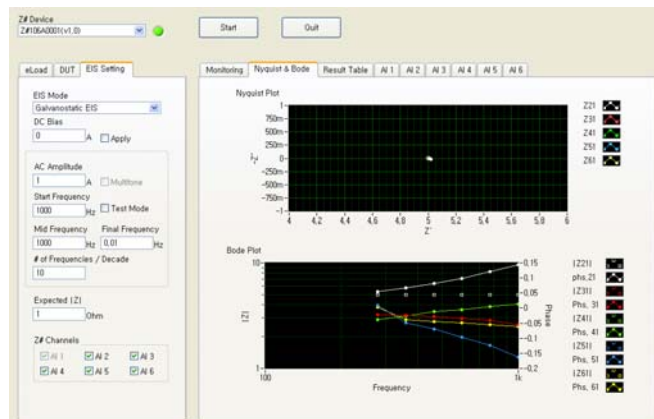 Z# Device
Z#106A0001(v1,0)
Start
Quit
eLoad
DUT
EIS Setting
EIS Mode
Galvanostatic EIS
DC Bias
0
A
Apply
AC Amplitude
1
A
Multitone
Start Frequency
1000
Hz
Test Mode
Mid Frequency
Final Frequency
1000
Hz
0,01
Hz
# of Frequencies / Decade
10
Expected |Z|
1
Ohm
Z# Channels
AI 1
AI 2
AI 3
AI 4
AI 5
AI 6
Monitoring
Nyquist & Bode
Result Table
AI 1
AI 2
AI 3
AI 4
AI 5
AI 6
Nyquist Plot
1
750m
500m
250m
0
-250m
-500m
-750m
-1
4
4,2
4,4
4,6
4,8
5
5,2
5,4
5,6
5,8
6
Z'
Z21
Z31
Z41
Z51
Z61
Bode Plot
10
1
|Z|
100
1k
Frequency
0,15
0,1
0,05
0
-0,05
-0,1
-0,15
-0,2
Phase
|Z21|
phs,21
|Z31|
Phs, 31
|Z41|
Phs, 41
|Z51|
Phs, 51
|Z61|
Phs, 61